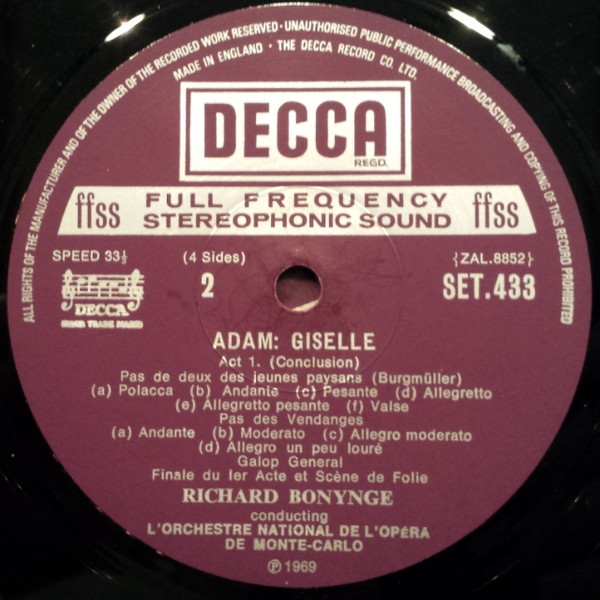 ALL RIGHTS OF THE MANUFACTURER AND OF THE OWNER OF THE RECORDED WORK RESERVED · UNAUTHORISED PUBLIC PERFORMANCE BROADCASTING AND COPYING OF THIS RECORD PROHIBITED
MADE IN ENGLAND · THE DECCA RECORD CO. LTD.
DECCA
REGD.
ffss FULL FREQUENCY STEREOPHONIC SOUND ffss
SPEED 33⅓ (4 Sides) {ZAL.8852}
2 SET.433
DECCA
ADAM: GISELLE
Act 1. (Conclusion)
Pas de deux des jeunes paysans (Burgmüller)
(a) Polacca (b) Andante (c) Pesante (d) Allegretto
(e) Allegretto pesante (f) Valse
Pas des Vendanges
(a) Andante (b) Moderato (c) Allegro moderato
(d) Allegro un peu louré
Galop General
Finale du Ier Acte et Scène de Folie
RICHARD BONYNGE
conducting
L'ORCHESTRE NATIONAL DE L'OPéRA
DE MONTE-CARLO
Ⓟ 1969